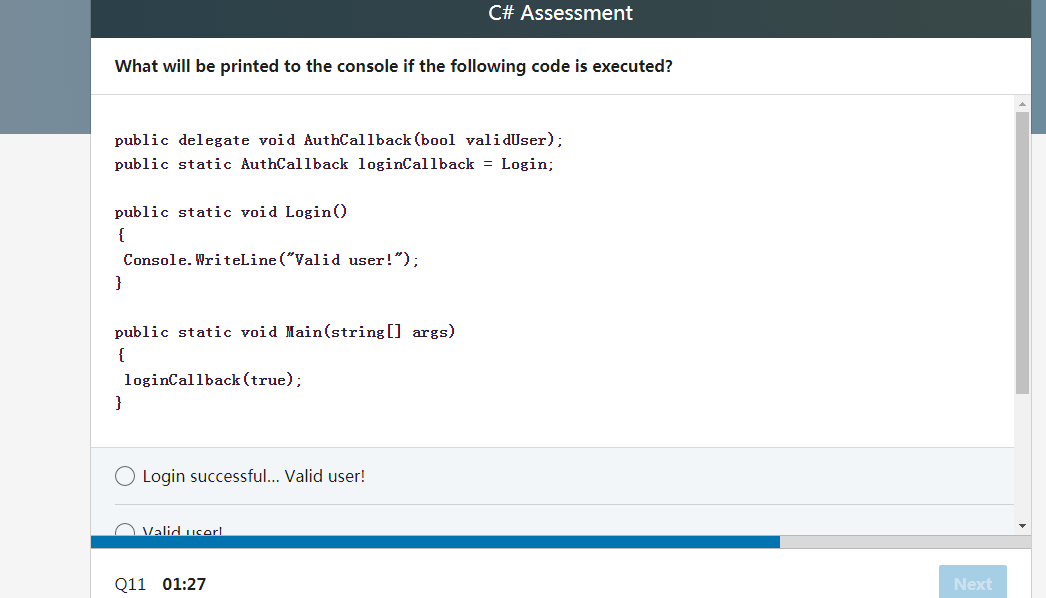 C# Assessment
What will be printed to the console if the following code is executed?
public delegate void AuthCallback(bool validUser);
public static AuthCallback loginCallback = Login;
public static void Login()
{
Console.WriteLine("Valid user!");
}
public static void Main(string[] args)
{
loginCallback(true);
}
Login successful... Valid user!
Valid user!
Q11 01:27
Next